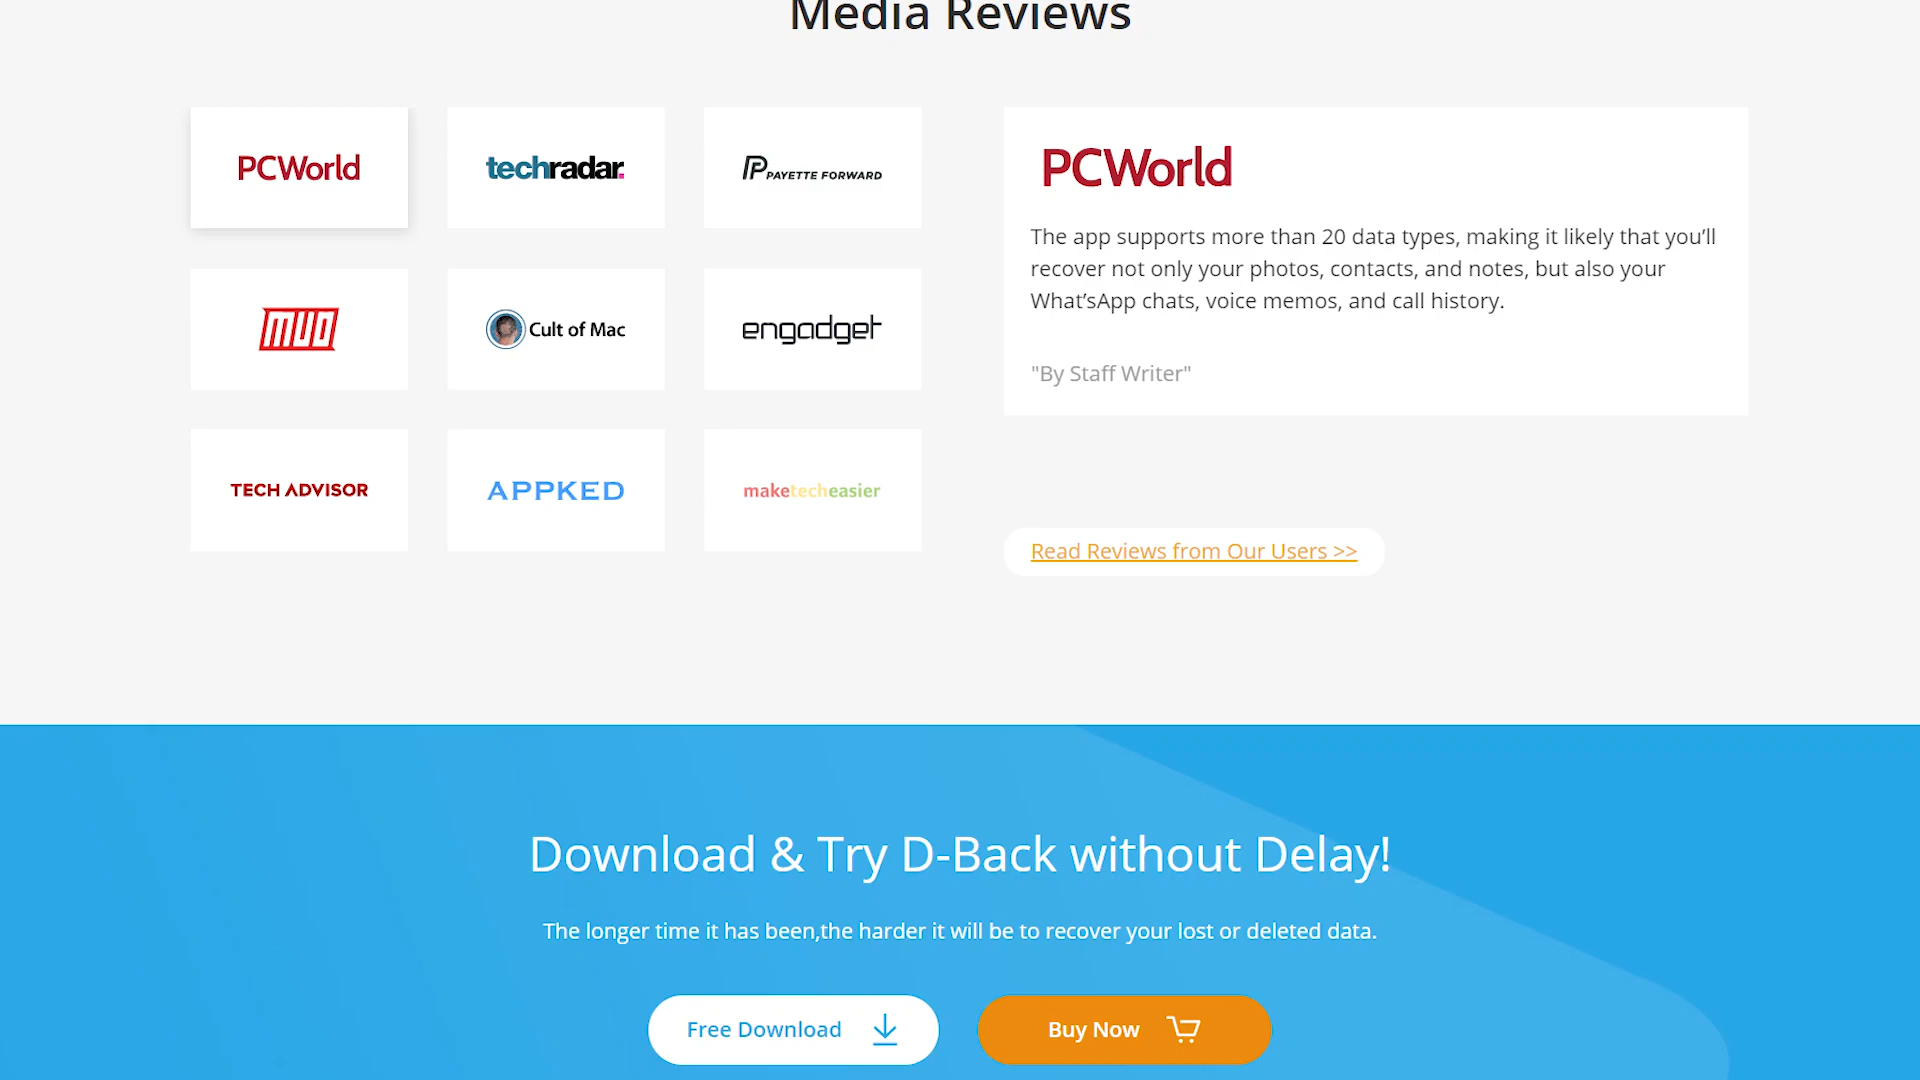 Media Reviews
PCWorld
techradar.
PAYETTE FORWARD
MUO
Cult of Mac
engadget
TECH ADVISOR
APPKED
maketecheasier
PCWorld
The app supports more than 20 data types, making it likely that you’ll
recover not only your photos, contacts, and notes, but also your
What’sApp chats, voice memos, and call history.
"By Staff Writer"
Read Reviews from Our Users >>
Download & Try D-Back without Delay!
The longer time it has been,the harder it will be to recover your lost or deleted data.
Free Download
Buy Now